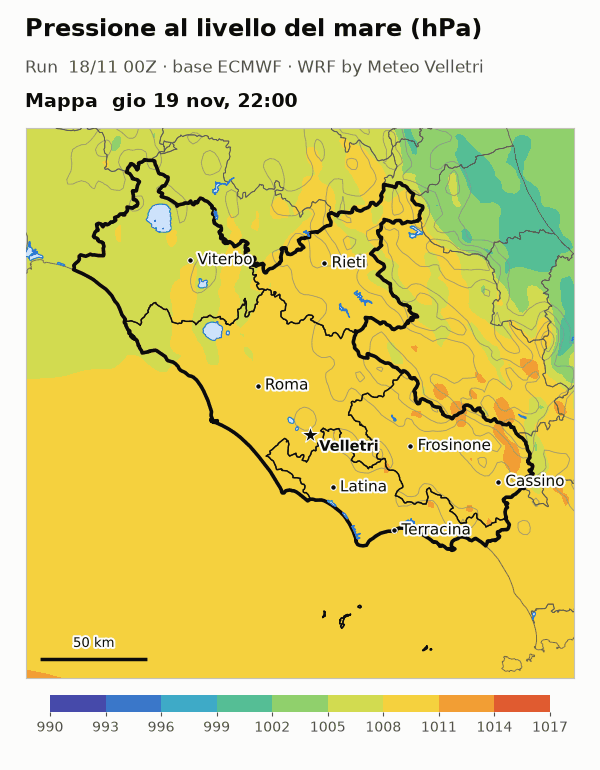 Pressione al livello del mare (hPa)
Run 18/11 00Z · base ECMWF · WRF by Meteo Velletri
Mappa gio 19 nov, 22:00
Viterbo
Rieti
Roma
Velletri
Frosinone
Cassino
Latina
Terracina
50 km
990 993 996 999 1002 1005 1008 1011 1014 1017